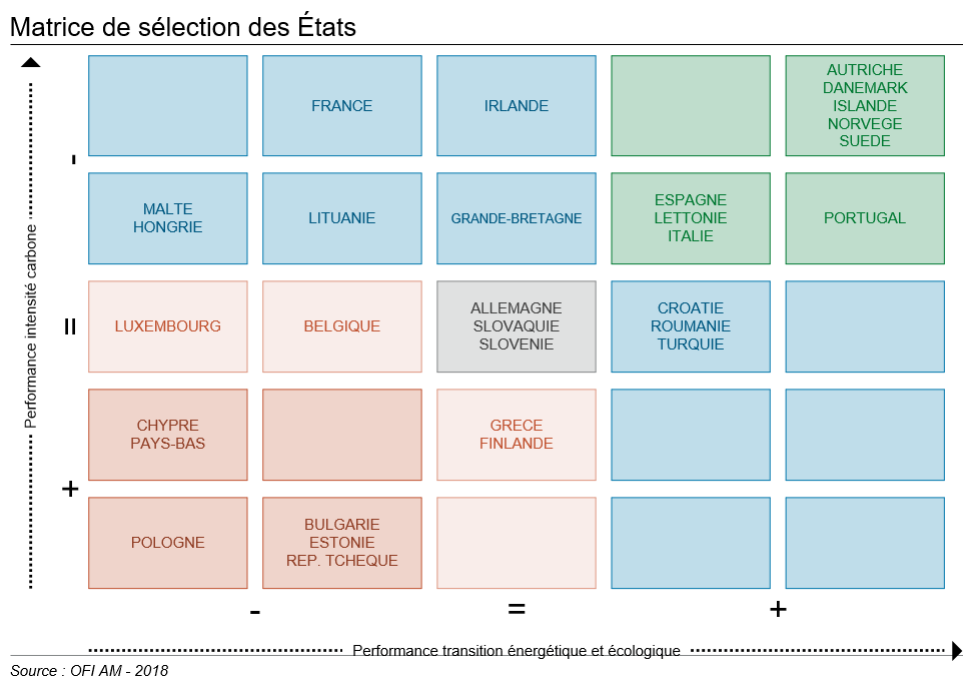 Matrice de sélection des États
FRANCE
IRLANDE
AUTRICHE
DANEMARK
ISLANDE
NORVEGE
SUEDE
-
MALTE
HONGRIE
LITUANIE
GRANDE-BRETAGNE
ESPAGNE
LETTONIE
ITALIE
PORTUGAL
Performance intensité carbone
=
LUXEMBOURG
BELGIQUE
ALLEMAGNE
SLOVAQUIE
SLOVENIE
CROATIE
ROUMANIE
TURQUIE
CHYPRE
PAYS-BAS
GRECE
FINLANDE
+
POLOGNE
BULGARIE
ESTONIE
REP. TCHEQUE
- = +
Performance transition énergétique et écologique
Source : OFI AM - 2018